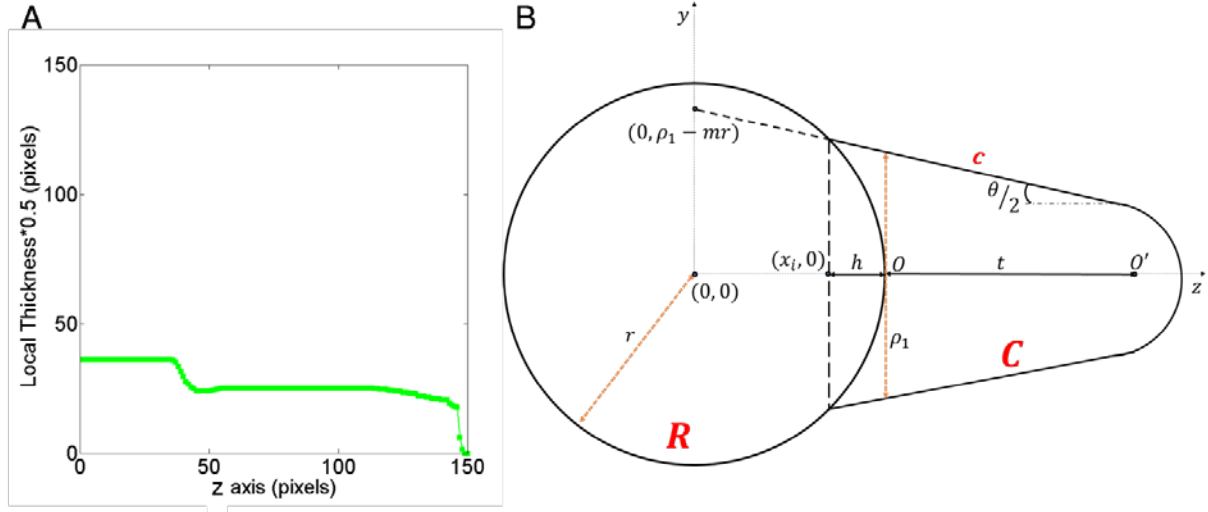 A
150
100
50
0
0
50
100
150
Local Thickness*0.5 (pixels)
z axis (pixels)
B
y
(0, ρ₁ − mr)
c
θ/2
(xᵢ, 0)
h
O
t
O′
z
(0,0)
r
ρ₁
R
C